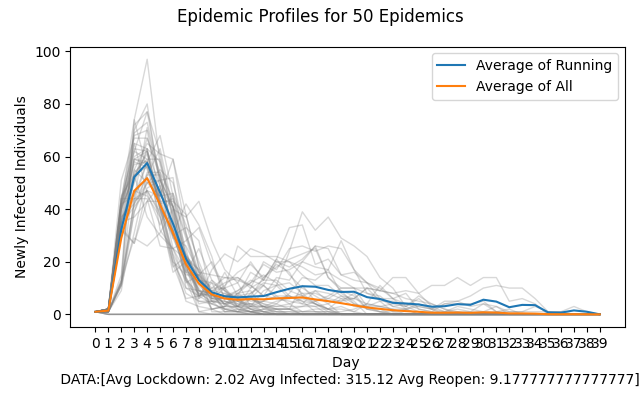 Epidemic Profiles for 50 Epidemics
100
80
60
40
20
0
Newly Infected Individuals
Average of Running
Average of All
0 1 2 3 4 5 6 7 8 9 10 11 12 13 14 15 16 17 18 19 20 21 22 23 24 25 26 27 28 29 30 31 32 33 34 35 36 37 38 39
Day
DATA:[Avg Lockdown: 2.02 Avg Infected: 315.12 Avg Reopen: 9.177777777777777]